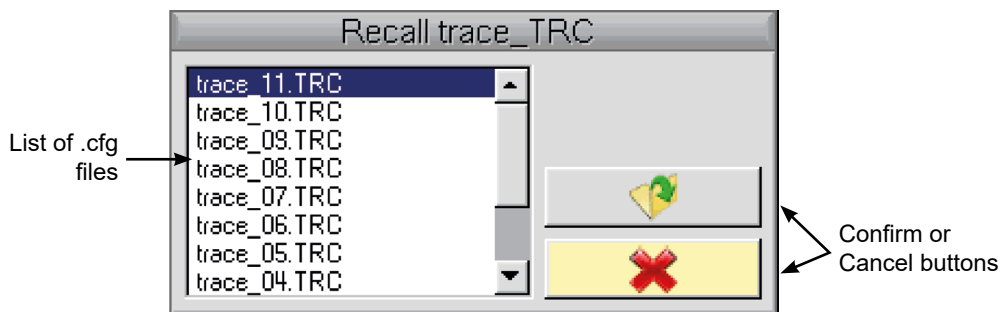 Recall trace_TRC
trace_11.TRC
trace_10.TRC
trace_09.TRC
trace_08.TRC
trace_07.TRC
trace_06.TRC
trace_05.TRC
trace_04.TRC
List of .cfg
files
Confirm or
Cancel buttons